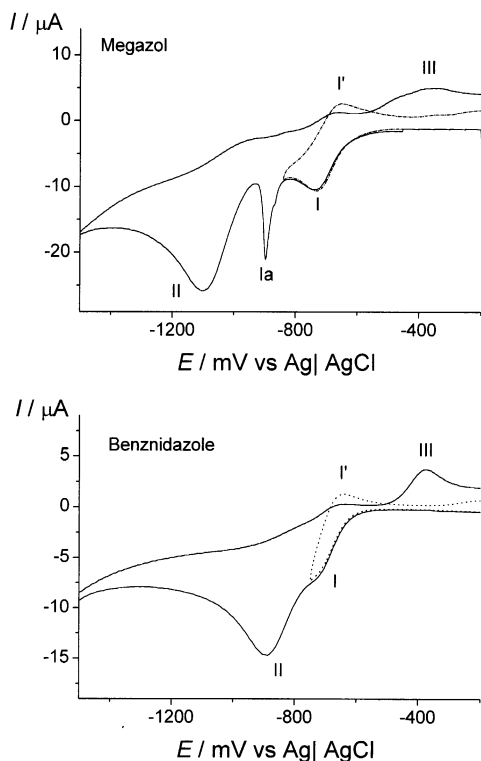 I / μA
Megazol
10
I'
III
0
-10
I
-20
II
Ia
-1200
-800
-400
E / mV vs Ag| AgCl
I / μA
Benznidazole
5
I'
III
0
-5
I
-10
-15
II
-1200
-800
-400
E / mV vs Ag| AgCl